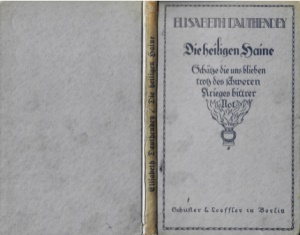 Elisabeth Dauthendey / Die heiligen Haine
ELISABETH DAUTHENDEY
Die heiligen Haine
Schätze die uns blieben
trotz des schweren
Krieges bittrer
Not
Schuster & Loeffler in Berlin